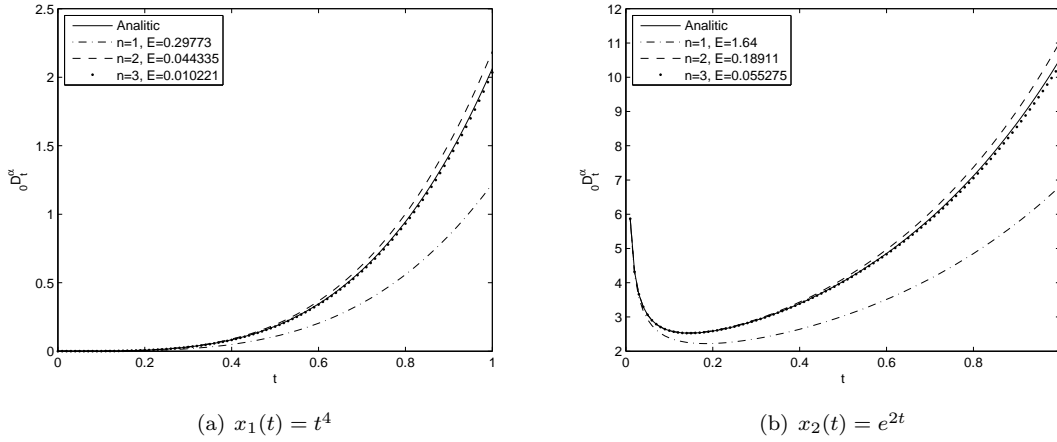 2.5
2
1.5
1
0.5
0
0 0.2 0.4 0.6 0.8 1
t
₀Dₜ^α
Analitic
n=1, E=0.29773
n=2, E=0.044335
n=3, E=0.010221
(a) x₁(t) = t⁴
12
11
10
9
8
7
6
5
4
3
2
0 0.2 0.4 0.6 0.8 1
t
₀Dₜ^α
Analitic
n=1, E=1.64
n=2, E=0.18911
n=3, E=0.055275
(b) x₂(t) = e²ᵗ